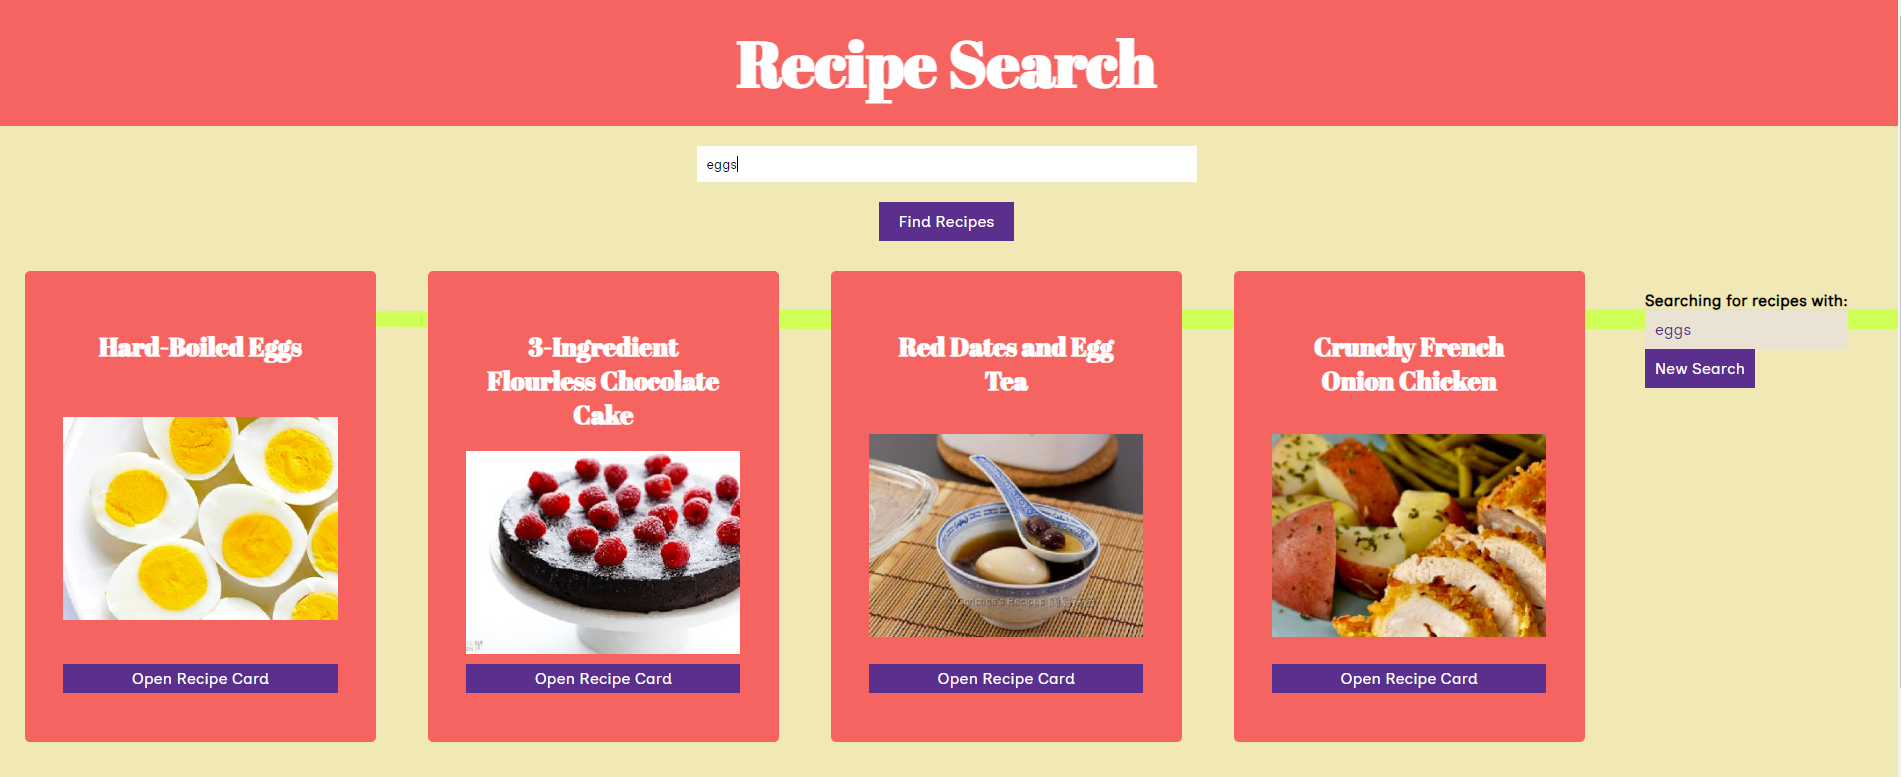 Recipe Search
eggs
Find Recipes
Hard-Boiled Eggs
Open Recipe Card
3-Ingredient
Flourless Chocolate
Cake
Open Recipe Card
Red Dates and Egg
Tea
Christine's Recipes
Open Recipe Card
Crunchy French
Onion Chicken
Open Recipe Card
Searching for recipes with:
eggs
New Search